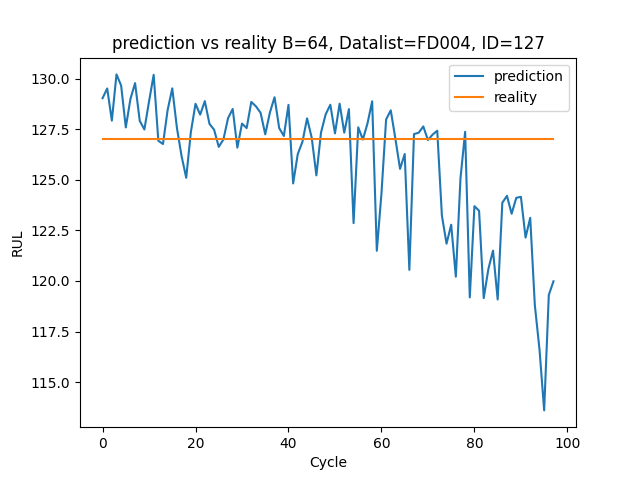 prediction vs reality B=64, Datalist=FD004, ID=127
prediction
reality
130.0
127.5
125.0
122.5
120.0
117.5
115.0
RUL
0
20
40
60
80
100
Cycle